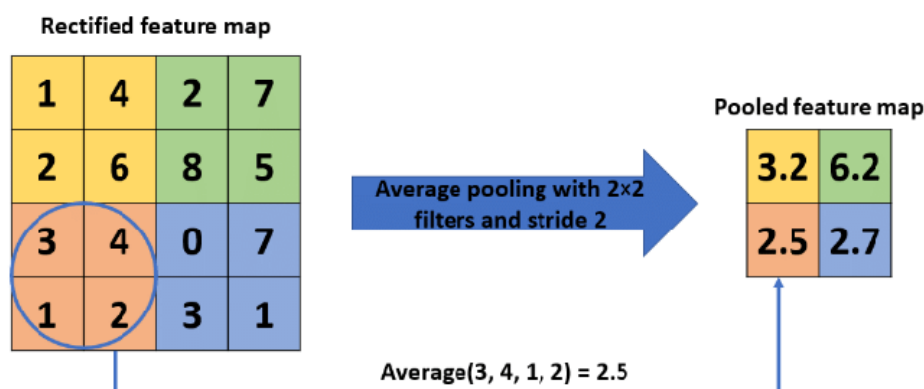 Rectified feature map
1 4 2 7
2 6 8 5
3 4 0 7
1 2 3 1
Average pooling with 2×2
filters and stride 2
Pooled feature map
3.2 6.2
2.5 2.7
Average(3, 4, 1, 2) = 2.5